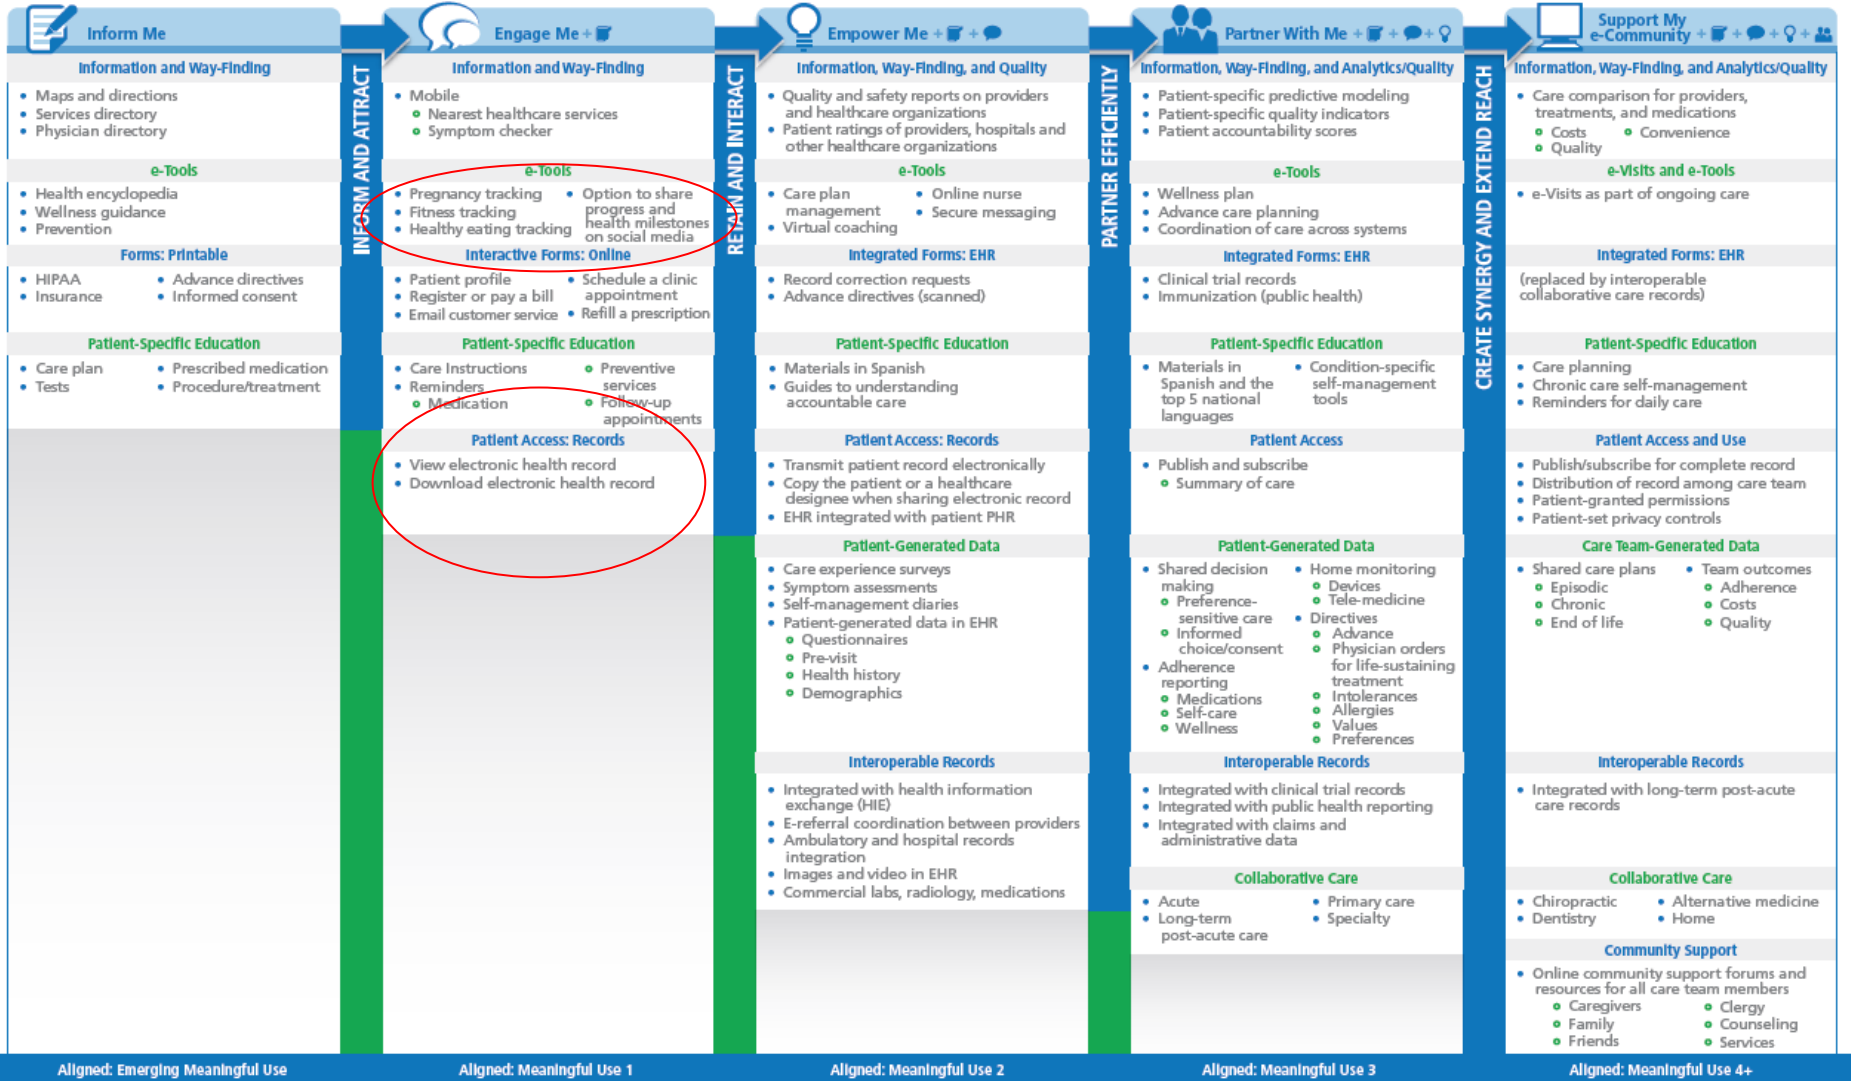 Inform Me
Information and Way-Finding
• Maps and directions
• Services directory
• Physician directory
e-Tools
• Health encyclopedia
• Wellness guidance
• Prevention
Forms: Printable
• HIPAA
• Insurance
• Advance directives
• Informed consent
Patient-Specific Education
• Care plan
• Tests
• Prescribed medication
• Procedure/treatment
Aligned: Emerging Meaningful Use
INFORM AND ATTRACT
Engage Me +
Information and Way-Finding
• Mobile
Nearest healthcare services
Symptom checker
e-Tools
• Pregnancy tracking
• Fitness tracking
• Healthy eating tracking
• Option to share
progress and
health milestones
on social media
Interactive Forms: Online
• Patient profile
• Register or pay a bill
• Email customer service
• Schedule a clinic
appointment
• Refill a prescription
Patient-Specific Education
• Care Instructions
• Reminders
Medication
Preventive
services
Follow-up
appointments
Patient Access: Records
• View electronic health record
• Download electronic health record
Aligned: Meaningful Use 1
RETAIN AND INTERACT
Empower Me + +
Information, Way-Finding, and Quality
• Quality and safety reports on providers
and healthcare organizations
• Patient ratings of providers, hospitals and
other healthcare organizations
e-Tools
• Care plan
management
• Virtual coaching
• Online nurse
• Secure messaging
Integrated Forms: EHR
• Record correction requests
• Advance directives (scanned)
Patient-Specific Education
• Materials in Spanish
• Guides to understanding
accountable care
Patient Access: Records
• Transmit patient record electronically
• Copy the patient or a healthcare
designee when sharing electronic record
• EHR integrated with patient PHR
Patient-Generated Data
• Care experience surveys
• Symptom assessments
• Self-management diaries
• Patient-generated data in EHR
Questionnaires
Pre-visit
Health history
Demographics
Interoperable Records
• Integrated with health information
exchange (HIE)
• E-referral coordination between providers
• Ambulatory and hospital records
integration
• Images and video in EHR
• Commercial labs, radiology, medications
Aligned: Meaningful Use 2
PARTNER EFFICIENTLY
Partner With Me + + +
Information, Way-Finding, and Analytics/Quality
• Patient-specific predictive modeling
• Patient-specific quality indicators
• Patient accountability scores
e-Tools
• Wellness plan
• Advance care planning
• Coordination of care across systems
Integrated Forms: EHR
• Clinical trial records
• Immunization (public health)
Patient-Specific Education
• Materials in
Spanish and the
top 5 national
languages
• Condition-specific
self-management
tools
Patient Access
• Publish and subscribe
Summary of care
Patient-Generated Data
• Shared decision
making
Preference-
sensitive care
Informed
choice/consent
• Adherence
reporting
Medications
Self-care
Wellness
• Home monitoring
Devices
Tele-medicine
• Directives
Advance
Physician orders
for life-sustaining
treatment
Intolerances
Allergies
Values
Preferences
Interoperable Records
• Integrated with clinical trial records
• Integrated with public health reporting
• Integrated with claims and
administrative data
Collaborative Care
• Acute
• Long-term
post-acute care
• Primary care
• Specialty
Aligned: Meaningful Use 3
CREATE SYNERGY AND EXTEND REACH
Support My
e-Community + + + +
Information, Way-Finding, and Analytics/Quality
• Care comparison for providers,
treatments, and medications
Costs
Quality
Convenience
e-Visits and e-Tools
• e-Visits as part of ongoing care
Integrated Forms: EHR
(replaced by interoperable
collaborative care records)
Patient-Specific Education
• Care planning
• Chronic care self-management
• Reminders for daily care
Patient Access and Use
• Publish/subscribe for complete record
• Distribution of record among care team
• Patient-granted permissions
• Patient-set privacy controls
Care Team-Generated Data
• Shared care plans
Episodic
Chronic
End of life
• Team outcomes
Adherence
Costs
Quality
Interoperable Records
• Integrated with long-term post-acute
care records
Collaborative Care
• Chiropractic
• Dentistry
• Alternative medicine
• Home
Community Support
• Online community support forums and
resources for all care team members
Caregivers
Family
Friends
Clergy
Counseling
Services
Aligned: Meaningful Use 4+